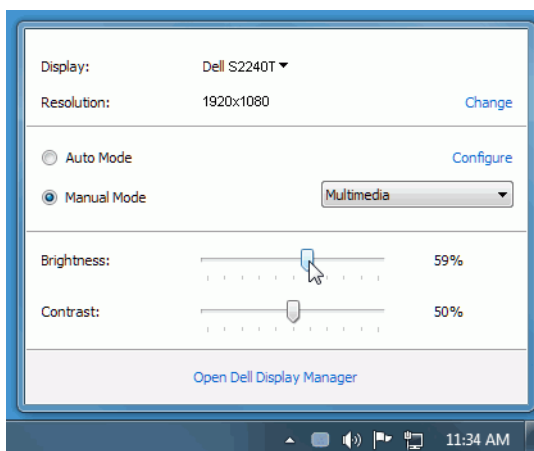 Display: Dell S2240T
Resolution: 1920x1080 Change
Auto Mode Configure
Manual Mode Multimedia
Brightness: 59%
Contrast: 50%
Open Dell Display Manager
11:34 AM